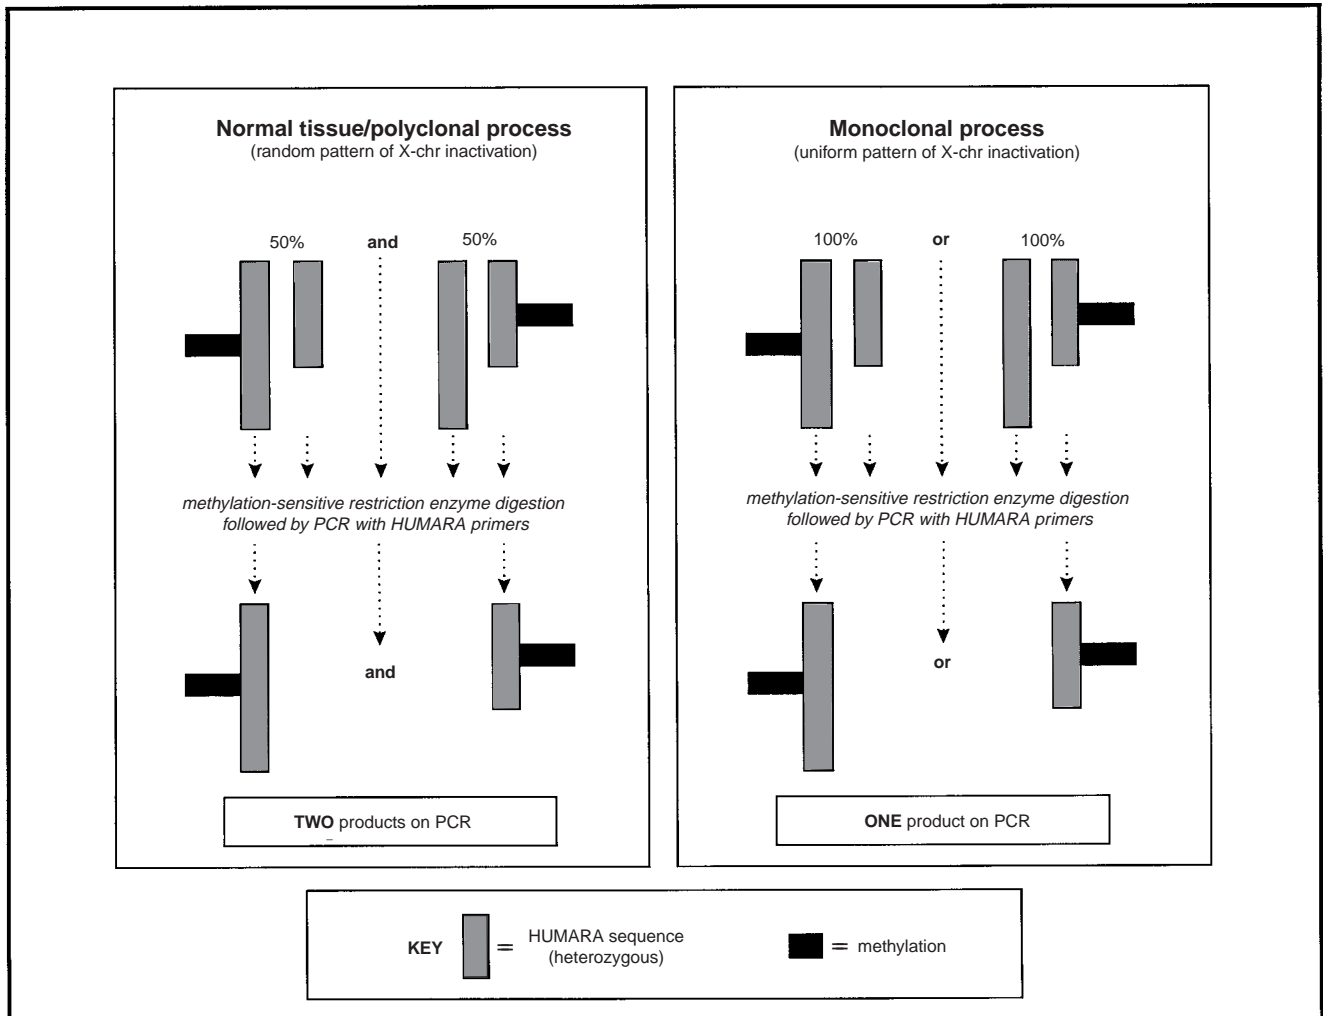 Normal tissue/polyclonal process
(random pattern of X-chr inactivation)
50%
and
50%
methylation-sensitive restriction enzyme digestion
followed by PCR with HUMARA primers
and
TWO products on PCR
Monoclonal process
(uniform pattern of X-chr inactivation)
100%
or
100%
methylation-sensitive restriction enzyme digestion
followed by PCR with HUMARA primers
or
ONE product on PCR
KEY
= HUMARA sequence
(heterozygous)
= methylation